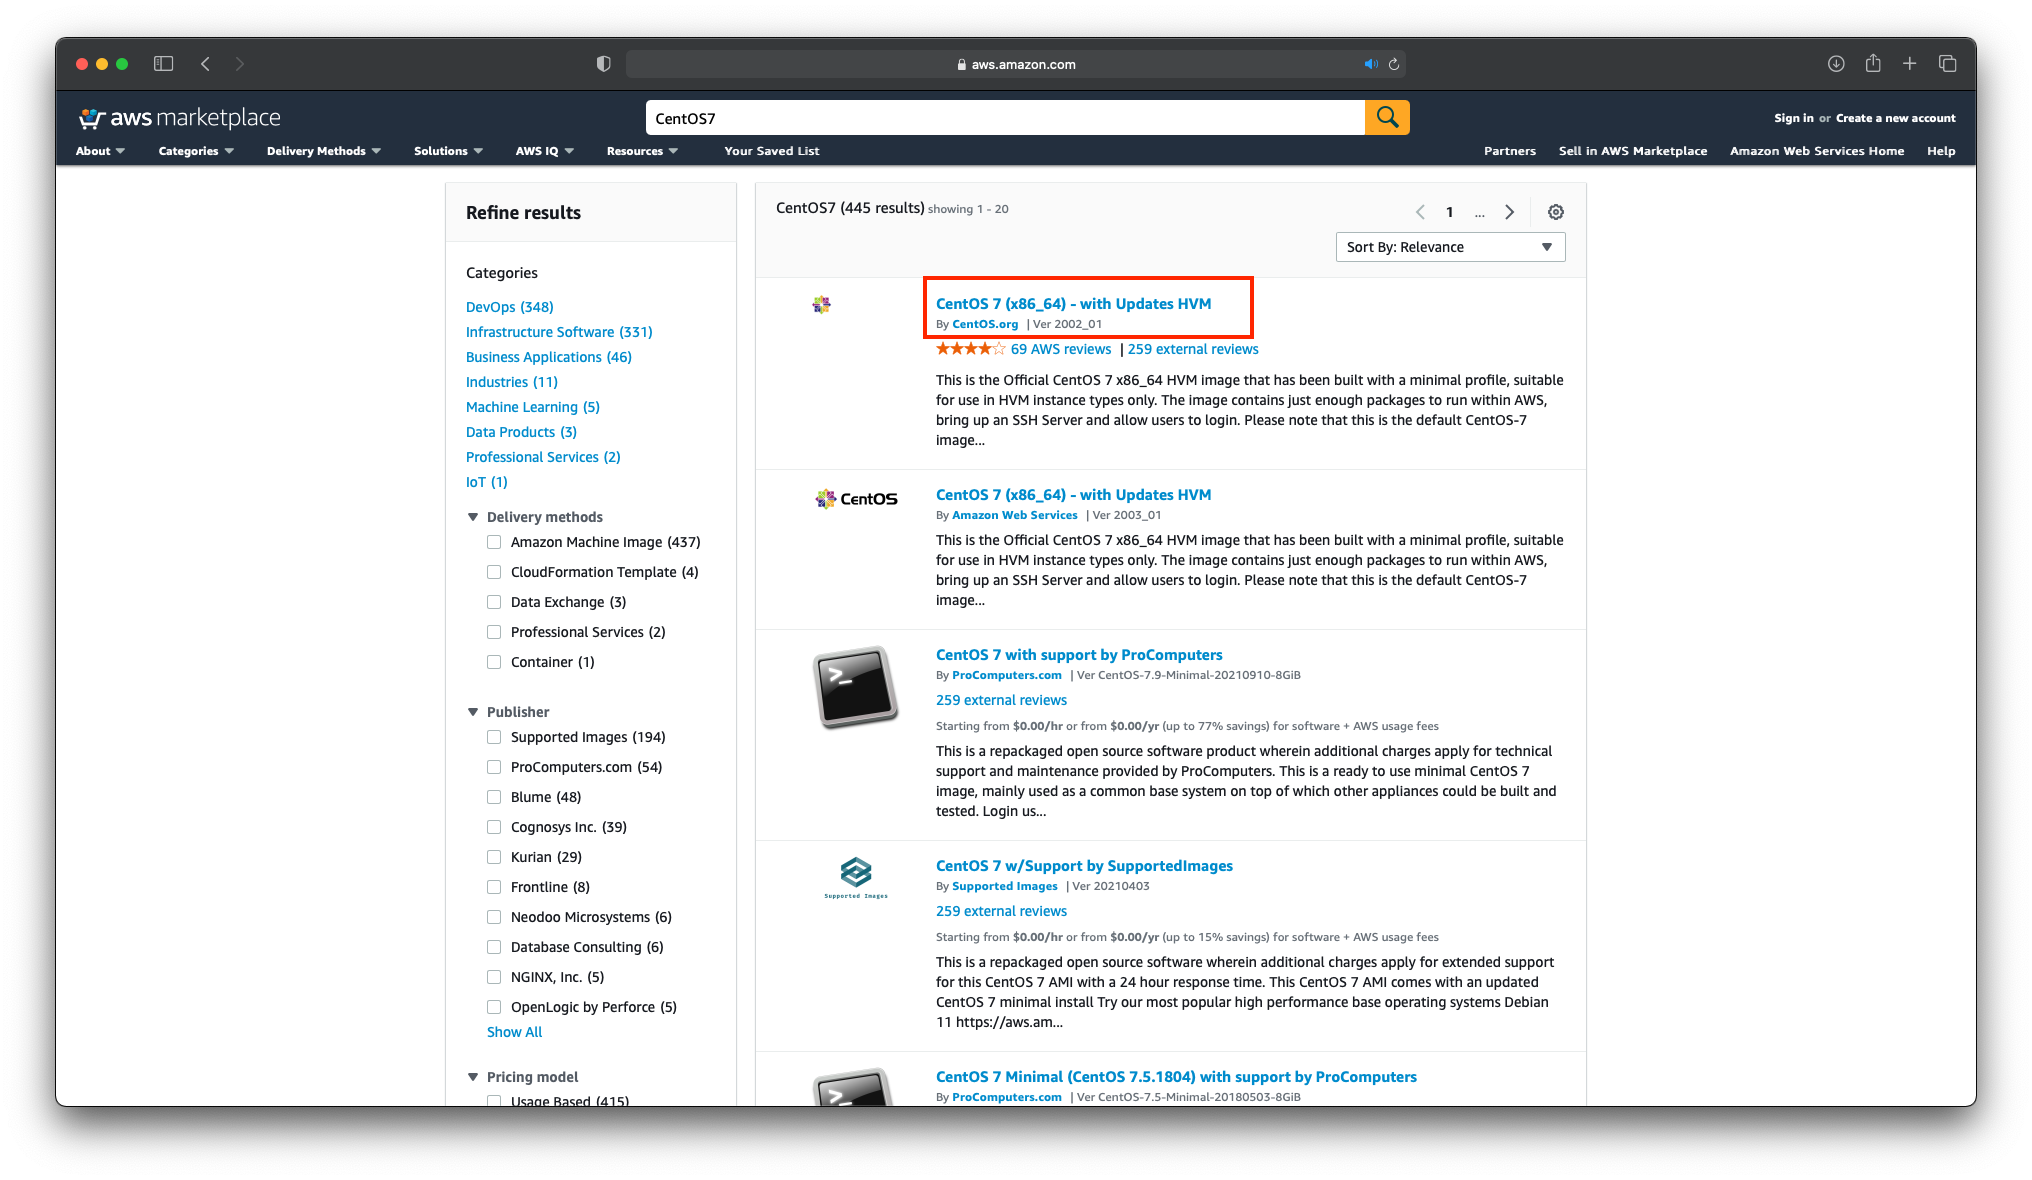 aws.amazon.com
aws marketplace
CentOS7
Sign in or Create a new account
About Categories Delivery Methods Solutions AWS IQ Resources Your Saved List Partners Sell in AWS Marketplace Amazon Web Services Home Help
Refine results
Categories
DevOps (348)
Infrastructure Software (331)
Business Applications (46)
Industries (11)
Machine Learning (5)
Data Products (3)
Professional Services (2)
IoT (1)
Delivery methods
Amazon Machine Image (437)
CloudFormation Template (4)
Data Exchange (3)
Professional Services (2)
Container (1)
Publisher
Supported Images (194)
ProComputers.com (54)
Blume (48)
Cognosys Inc. (39)
Kurian (29)
Frontline (8)
Neodoo Microsystems (6)
Database Consulting (6)
NGINX, Inc. (5)
OpenLogic by Perforce (5)
Show All
Pricing model
Usage Based (415)
CentOS7 (445 results) showing 1 - 20
1 ...
Sort By: Relevance
CentOS 7 (x86_64) - with Updates HVM
By CentOS.org | Ver 2002_01
69 AWS reviews | 259 external reviews
This is the Official CentOS 7 x86_64 HVM image that has been built with a minimal profile, suitable
for use in HVM instance types only. The image contains just enough packages to run within AWS,
bring up an SSH Server and allow users to login. Please note that this is the default CentOS-7
image...
CentOS
CentOS 7 (x86_64) - with Updates HVM
By Amazon Web Services | Ver 2003_01
This is the Official CentOS 7 x86_64 HVM image that has been built with a minimal profile, suitable
for use in HVM instance types only. The image contains just enough packages to run within AWS,
bring up an SSH Server and allow users to login. Please note that this is the default CentOS-7
image...
>_
CentOS 7 with support by ProComputers
By ProComputers.com | Ver CentOS-7.9-Minimal-20210910-8GiB
259 external reviews
Starting from $0.00/hr or from $0.00/yr (up to 77% savings) for software + AWS usage fees
This is a repackaged open source software product wherein additional charges apply for technical
support and maintenance provided by ProComputers. This is a ready to use minimal CentOS 7
image, mainly used as a common base system on top of which other appliances could be built and
tested. Login us...
Supported Images
CentOS 7 w/Support by SupportedImages
By Supported Images | Ver 20210403
259 external reviews
Starting from $0.00/hr or from $0.00/yr (up to 15% savings) for software + AWS usage fees
This is a repackaged open source software wherein additional charges apply for extended support
for this CentOS 7 AMI with a 24 hour response time. This CentOS 7 AMI comes with an updated
CentOS 7 minimal install Try our most popular high performance base operating systems Debian
11 https://aws.am...
>_
CentOS 7 Minimal (CentOS 7.5.1804) with support by ProComputers
By ProComputers.com | Ver CentOS-7.5-Minimal-20180503-8GiB